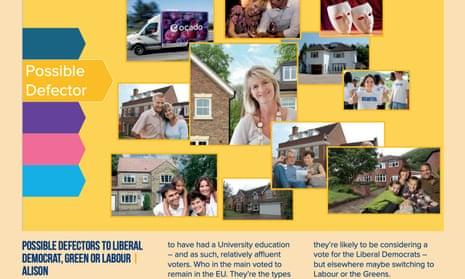 ocado
Possible
Defector
POSSIBLE DEFECTORS TO LIBERAL
DEMOCRAT, GREEN OR LABOUR |
ALISON
to have had a University education
– and as such, relatively affluent
voters. Who in the main voted to
remain in the EU. They're the types
they're likely to be considering a
vote for the Liberal Democrats –
but elsewhere maybe switching to
Labour or the Greens.